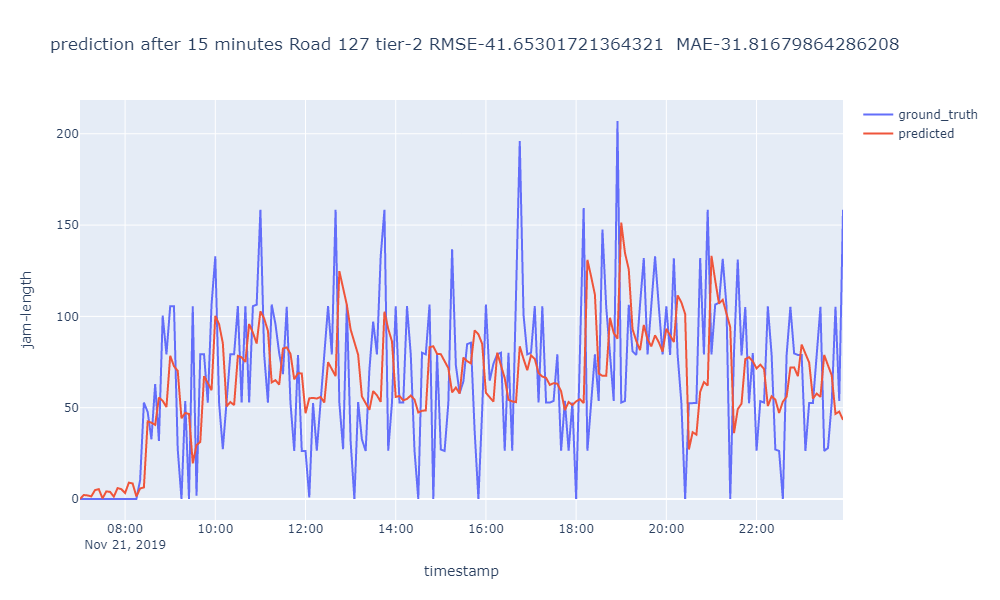 prediction after 15 minutes Road 127 tier-2 RMSE-41.65301721364321  MAE-31.81679864286208
ground_truth
predicted
200
150
100
50
0
jam-length
08:00 10:00 12:00 14:00 16:00 18:00 20:00 22:00
Nov 21, 2019
timestamp